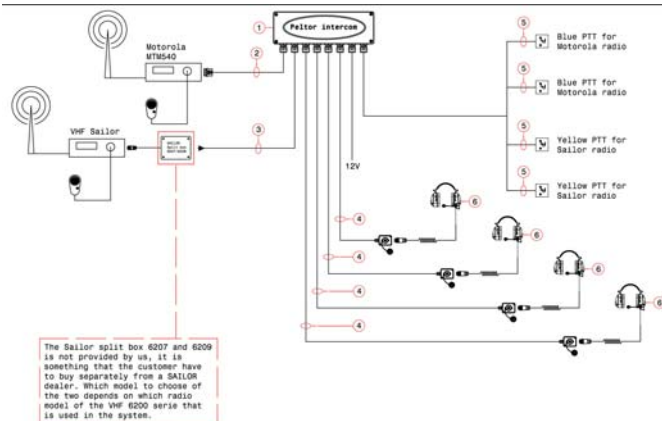 1
Peltor intercom
Motorola
MTM540
2
VHF Sailor
3
12V
5
Blue PTT for
Motorola radio
5
Blue PTT for
Motorola radio
5
Yellow PTT for
Sailor radio
5
Yellow PTT for
Sailor radio
4
6
4
6
4
6
4
6
The Sailor split box 6207 and 6209
is not provided by us, it is
something that the customer have
to buy separately from a SAILOR
dealer. Which model to choose of
the two depends on which radio
model of the VHF 6200 serie that
is used in the system.